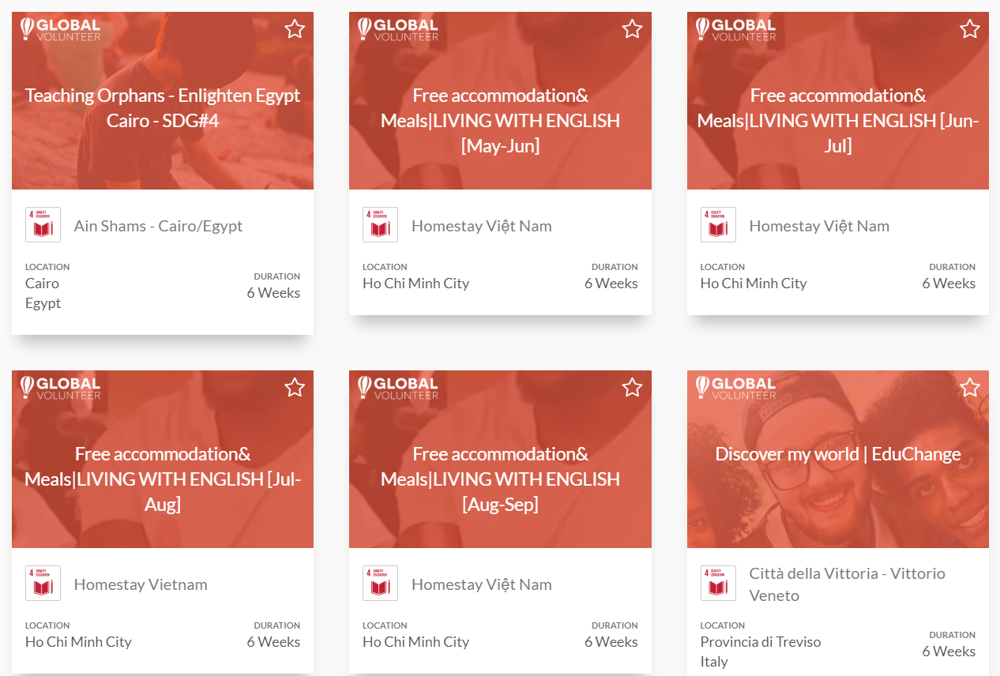 GLOBAL
VOLUNTEER
Teaching Orphans - Enlighten Egypt
Cairo - SDG#4
4 QUALITY
EDUCATION
Ain Shams - Cairo/Egypt
LOCATION
Cairo
Egypt
DURATION
6 Weeks
GLOBAL
VOLUNTEER
Free accommodation&
Meals|LIVING WITH ENGLISH
[May-Jun]
4 QUALITY
EDUCATION
Homestay Việt Nam
LOCATION
Ho Chi Minh City
DURATION
6 Weeks
GLOBAL
VOLUNTEER
Free accommodation&
Meals|LIVING WITH ENGLISH [Jun-
Jul]
4 QUALITY
EDUCATION
Homestay Việt Nam
LOCATION
Ho Chi Minh City
DURATION
6 Weeks
GLOBAL
VOLUNTEER
Free accommodation&
Meals|LIVING WITH ENGLISH [Jul-
Aug]
4 QUALITY
EDUCATION
Homestay Vietnam
LOCATION
Ho Chi Minh City
DURATION
6 Weeks
GLOBAL
VOLUNTEER
Free accommodation&
Meals|LIVING WITH ENGLISH
[Aug-Sep]
4 QUALITY
EDUCATION
Homestay Việt Nam
LOCATION
Ho Chi Minh City
DURATION
6 Weeks
GLOBAL
VOLUNTEER
Discover my world | EduChange
4 QUALITY
EDUCATION
Città della Vittoria - Vittorio
Veneto
LOCATION
Provincia di Treviso
Italy
DURATION
6 Weeks